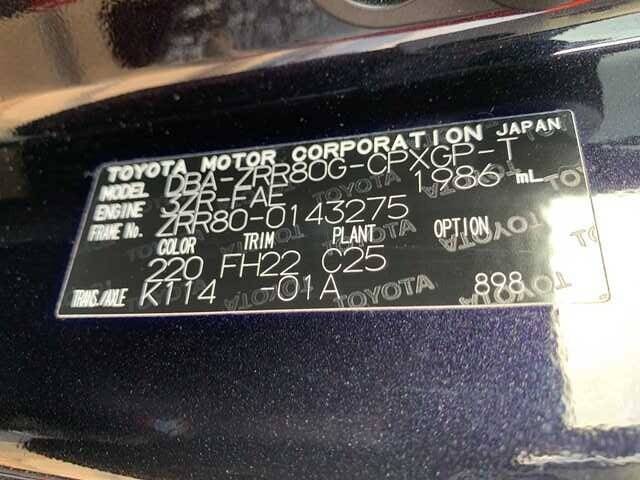 TOYOTA MOTOR CORPORATION JAPAN
MODEL DBA-ZRR80G-CPXGP-T
ENGINE 3ZR-FAE 1986 mL
FRAME No. ZRR80-0143275
COLOR TRIM PLANT OPTION
220 FH22 C25
TRANS./AXLE K114 -01A 898